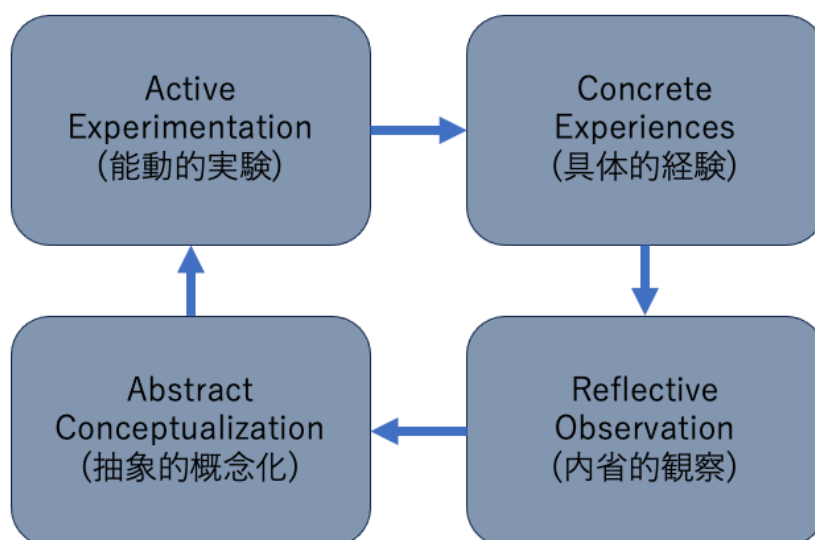 Active
Experimentation
(能動的実験)
Concrete
Experiences
(具体的経験)
Abstract
Conceptualization
(抽象的概念化)
Reflective
Observation
(内省的観察)